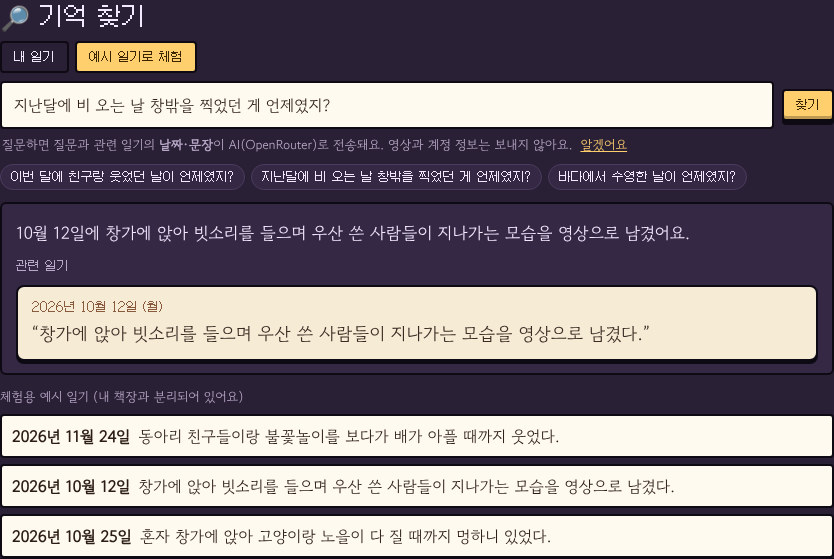 기억 찾기
내 일기 예시 일기로 체험
지난달에 비 오는 날 창밖을 찍었던 게 언제였지? 찾기
질문하면 질문과 관련 일기의 날짜·문장이 AI(OpenRouter)로 전송돼요. 영상과 계정 정보는 보내지 않아요. 알겠어요
이번 달에 친구랑 웃었던 날이 언제였지? 지난달에 비 오는 날 창밖을 찍었던 게 언제였지? 바다에서 수영한 날이 언제였지?
10월 12일에 창가에 앉아 빗소리를 들으며 우산 쓴 사람들이 지나가는 모습을 영상으로 남겼어요.
관련 일기
2026년 10월 12일 (월)
“창가에 앉아 빗소리를 들으며 우산 쓴 사람들이 지나가는 모습을 영상으로 남겼다.”
체험용 예시 일기 (내 책장과 분리되어 있어요)
2026년 11월 24일 동아리 친구들이랑 불꽃놀이를 보다가 배가 아플 때까지 웃었다.
2026년 10월 12일 창가에 앉아 빗소리를 들으며 우산 쓴 사람들이 지나가는 모습을 영상으로 남겼다.
2026년 10월 25일 혼자 창가에 앉아 고양이랑 노을이 다 질 때까지 멍하니 있었다.